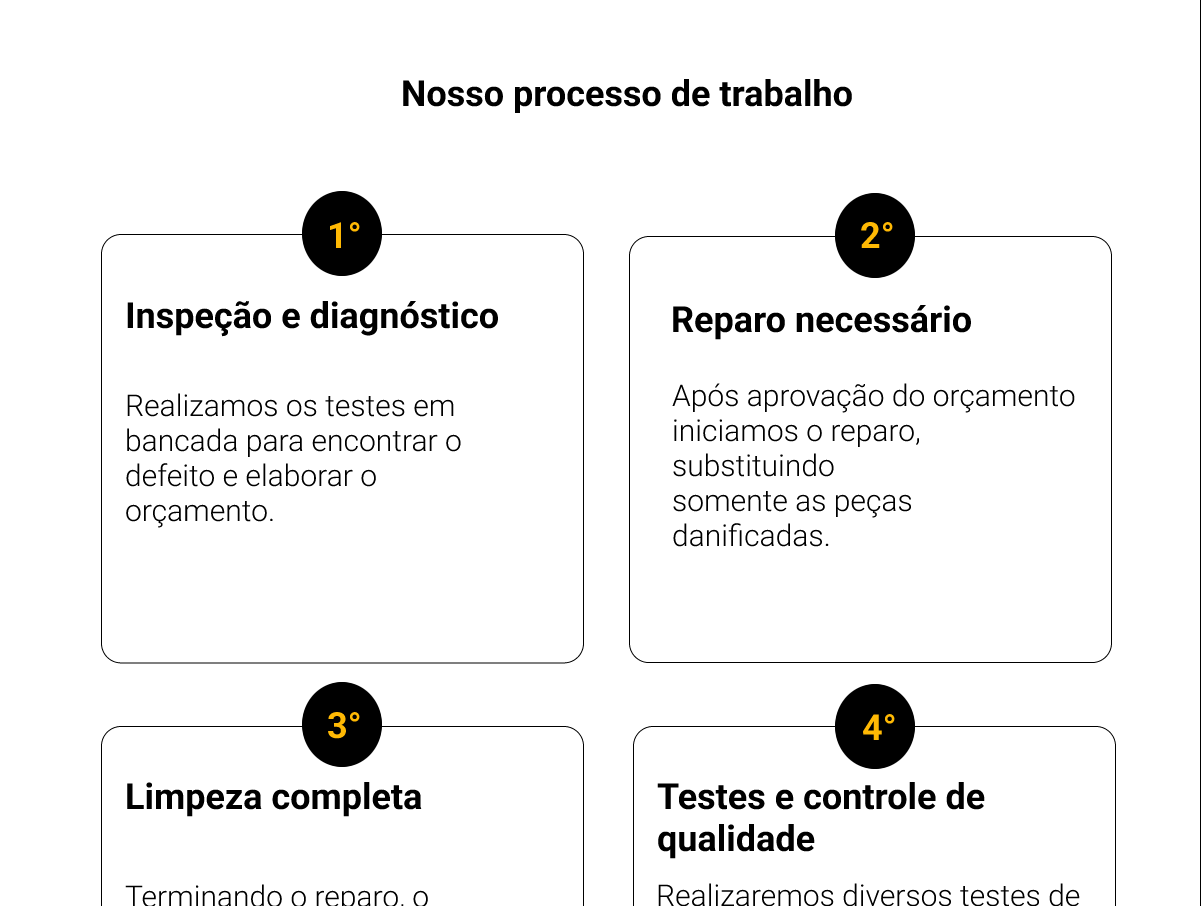 Nosso processo de trabalho
1°
Inspeção e diagnóstico
Realizamos os testes em
bancada para encontrar o
defeito e elaborar o
orçamento.
2°
Reparo necessário
Após aprovação do orçamento
iniciamos o reparo,
substituindo
somente as peças
danificadas.
3°
Limpeza completa
Terminando o reparo, o
4°
Testes e controle de
qualidade
Realizaremos diversos testes de